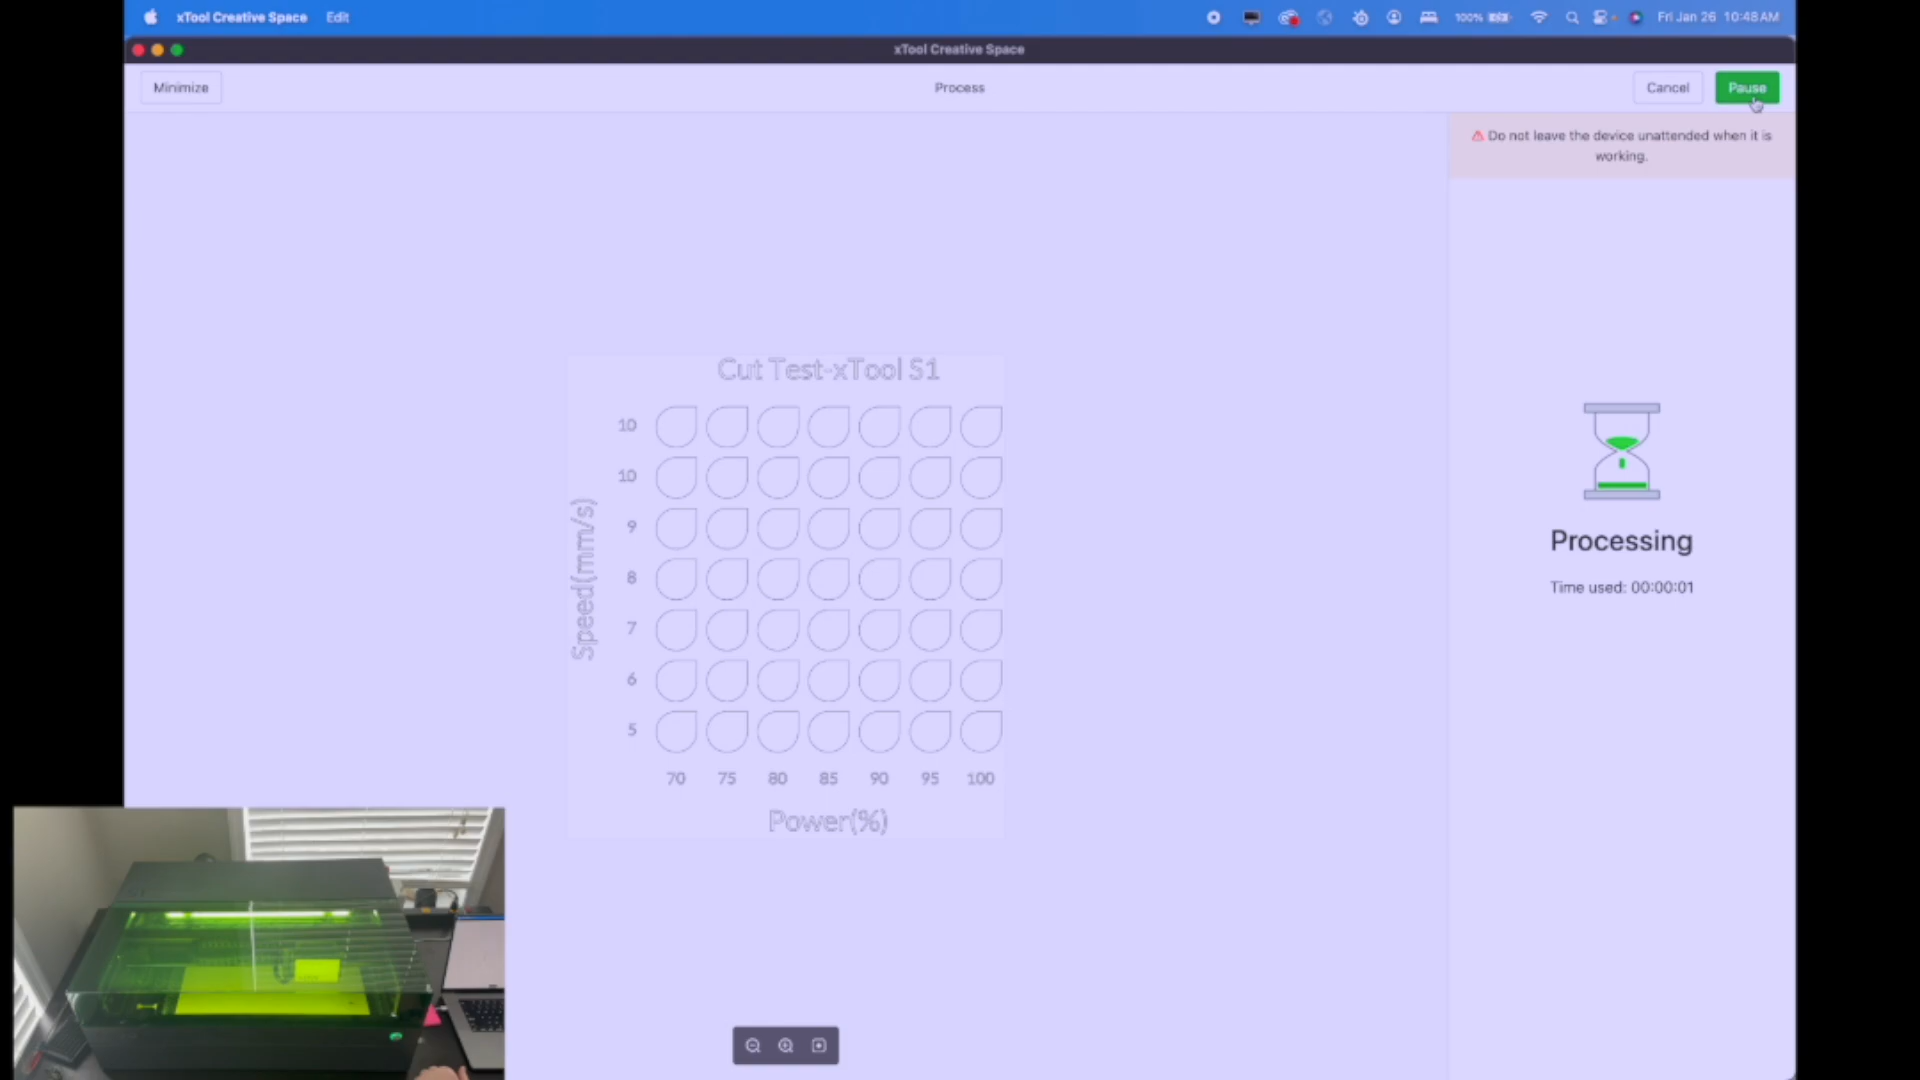 xTool Creative Space Edit
100%
Fri Jan 26 10:48 AM
xTool Creative Space
Minimize
Process
Cancel
Pause
Do not leave the device unattended when it is
working.
Cut Test-xTool S1
10
10
9
8
7
6
5
Speed(mm/s)
70 75 80 85 90 95 100
Power(%)
Processing
Time used: 00:00:01